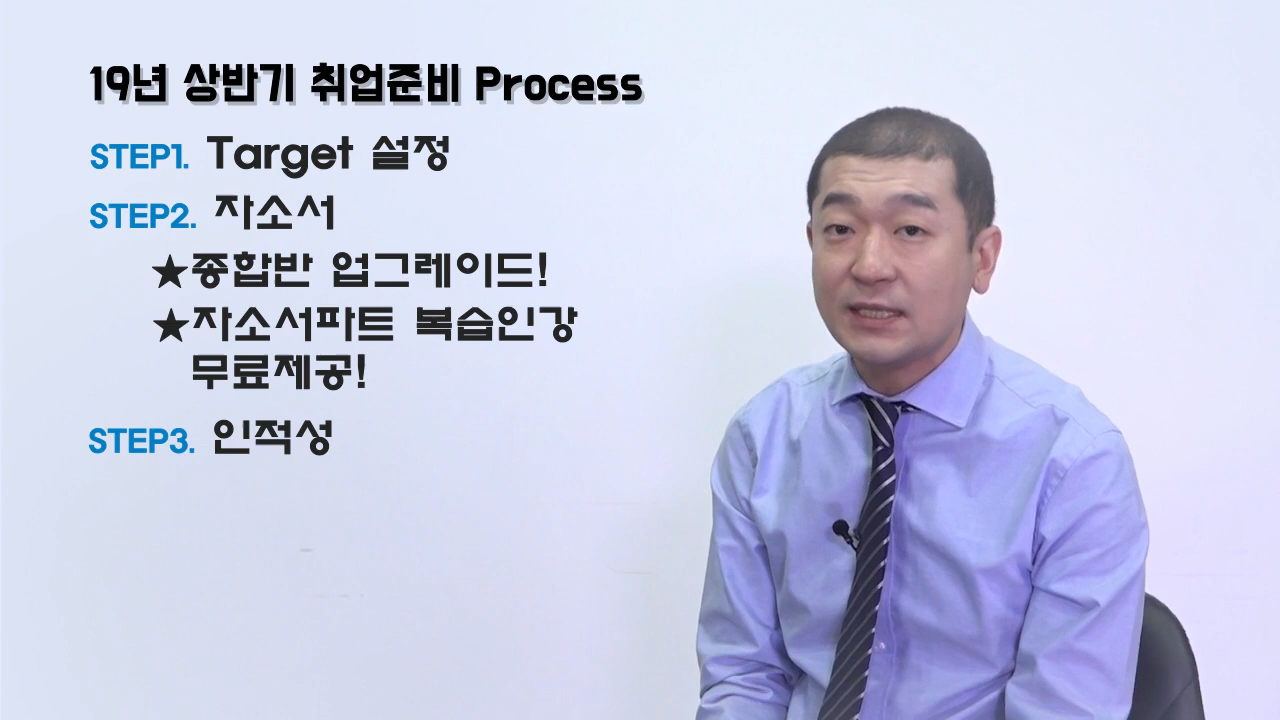 19년 상반기 취업준비 Process
STEP1. Target 설정
STEP2. 자소서
★종합반 업그레이드!
★자소서파트 복습인강
무료제공!
STEP3. 인적성